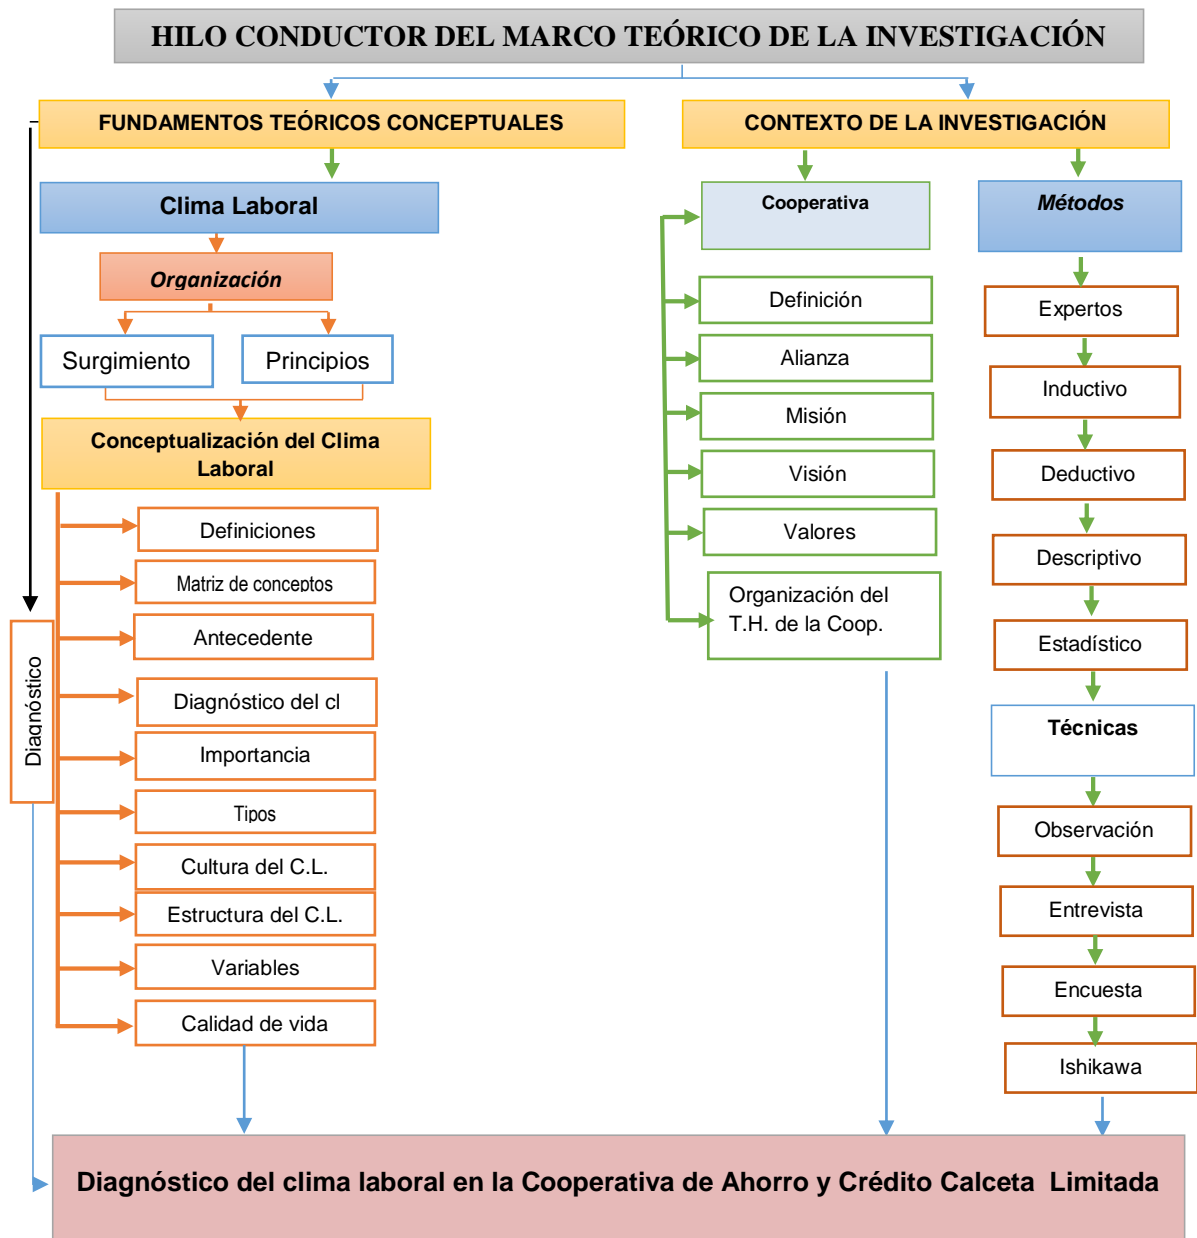 HILO CONDUCTOR DEL MARCO TEÓRICO DE LA INVESTIGACIÓN
FUNDAMENTOS TEÓRICOS CONCEPTUALES
CONTEXTO DE LA INVESTIGACIÓN
Clima Laboral
Organización
Surgimiento
Principios
Conceptualización del Clima
Laboral
Definiciones
Matriz de conceptos
Antecedente
Diagnóstico del cl
Importancia
Tipos
Cultura del C.L.
Estructura del C.L.
Variables
Calidad de vida
Diagnóstico
Cooperativa
Definición
Alianza
Misión
Visión
Valores
Organización del
T.H. de la Coop.
Métodos
Expertos
Inductivo
Deductivo
Descriptivo
Estadístico
Técnicas
Observación
Entrevista
Encuesta
Ishikawa
Diagnóstico del clima laboral en la Cooperativa de Ahorro y Crédito Calceta Limitada